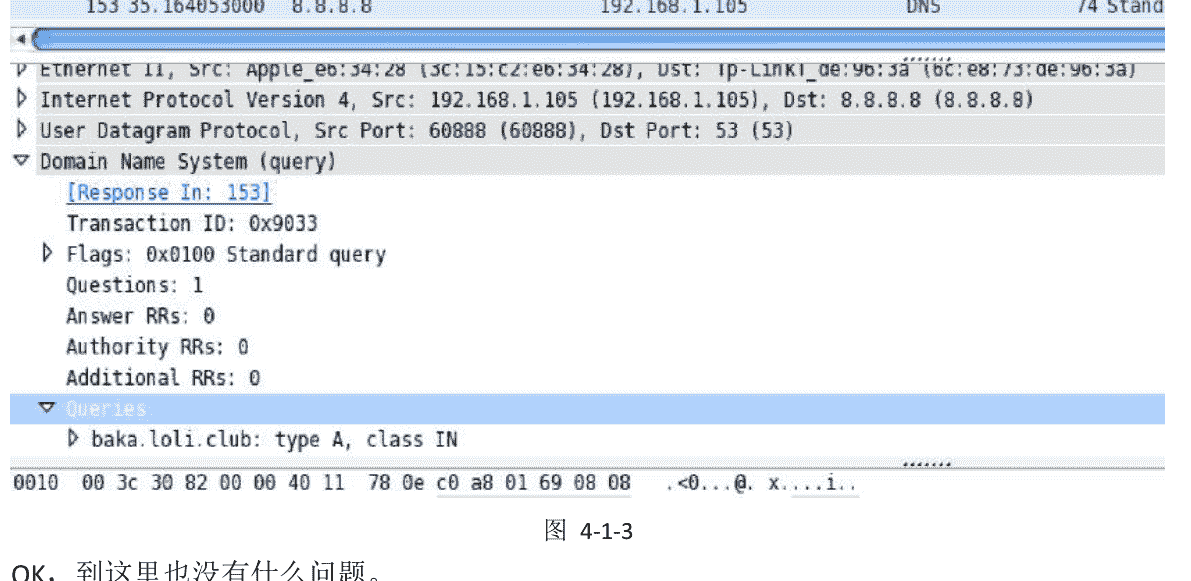 153 35.164053000 8.8.8.8 192.168.1.105 DNS 74 Stand
Ethernet II, Src: Apple_e6:34:28 (3c:15:c2:e6:34:28), Dst: Tp-LinkT_de:96:3a (6c:e8:73:de:96:3a)
Internet Protocol Version 4, Src: 192.168.1.105 (192.168.1.105), Dst: 8.8.8.8 (8.8.8.8)
User Datagram Protocol, Src Port: 60888 (60888), Dst Port: 53 (53)
Domain Name System (query)
[Response In: 153]
Transaction ID: 0x9033
Flags: 0x0100 Standard query
Questions: 1
Answer RRs: 0
Authority RRs: 0
Additional RRs: 0
Queries
baka.loli.club: type A, class IN
0010 00 3c 30 82 00 00 40 11 78 0e c0 a8 01 69 08 08 .<0...@. x....i..
图 4-1-3
OK，到这里也没有什么问题。